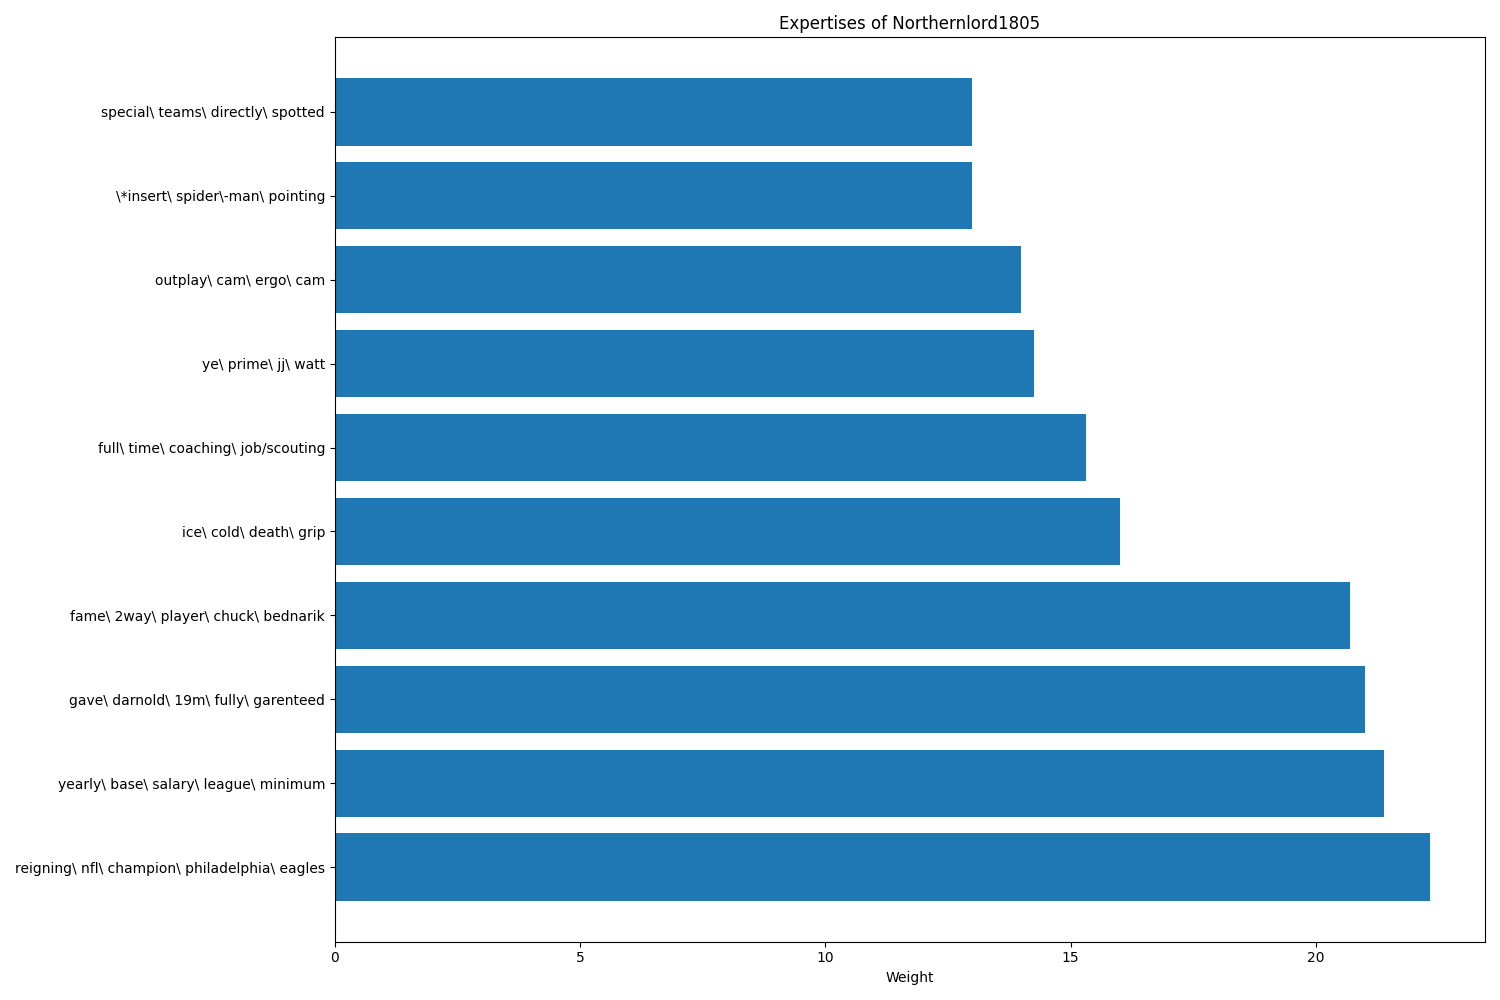 Expertises of Northernlord1805
special\ teams\ directly\ spotted
\*insert\ spider\-man\ pointing
outplay\ cam\ ergo\ cam
ye\ prime\ jj\ watt
full\ time\ coaching\ job/scouting
ice\ cold\ death\ grip
fame\ 2way\ player\ chuck\ bednarik
gave\ darnold\ 19m\ fully\ garenteed
yearly\ base\ salary\ league\ minimum
reigning\ nfl\ champion\ philadelphia\ eagles
0 5 10 15 20
Weight